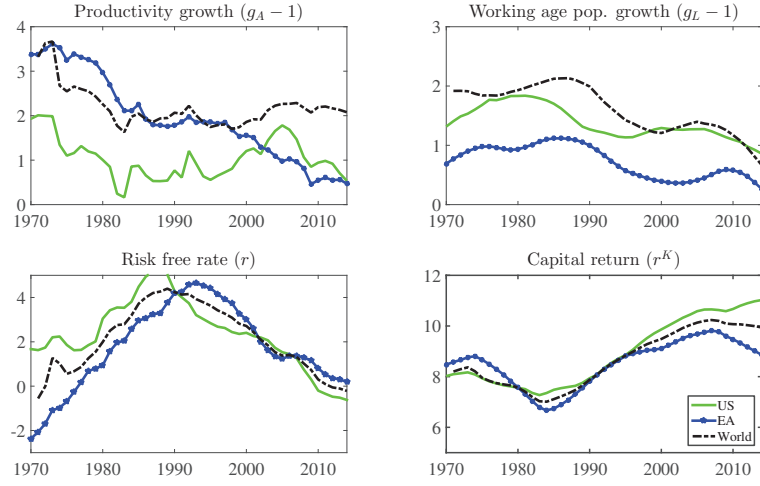 Productivity growth (g_A − 1)
4
3
2
1
0
1970 1980 1990 2000 2010
Working age pop. growth (g_L − 1)
3
2
1
0
1970 1980 1990 2000 2010
Risk free rate (r)
4
2
0
-2
1970 1980 1990 2000 2010
Capital return (r^K)
12
10
8
6
1970 1980 1990 2000 2010
US
EA
World